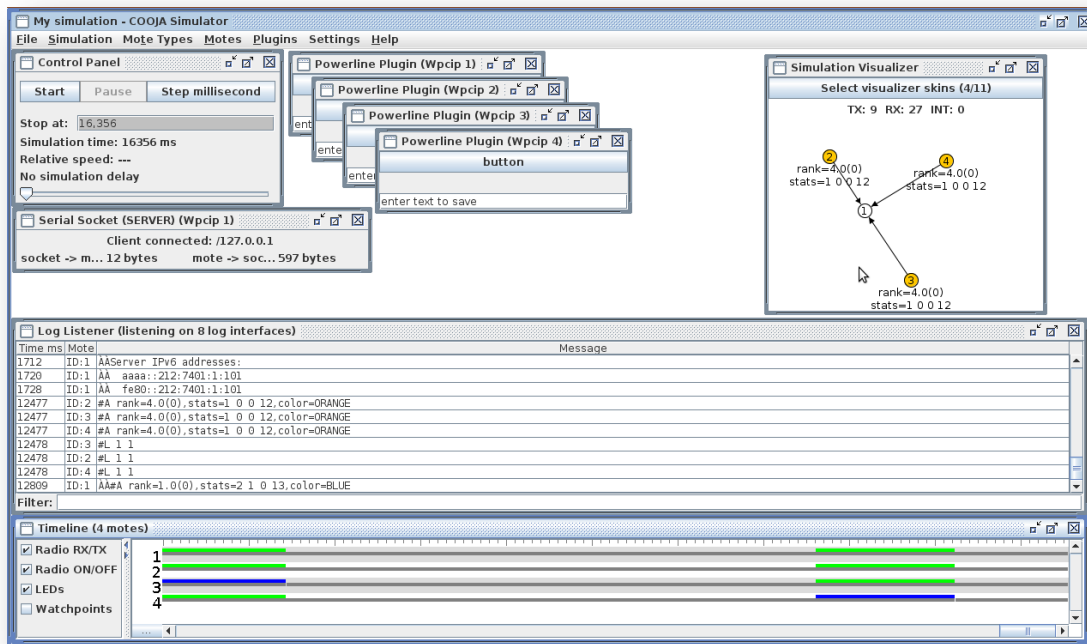 My simulation - COOJA Simulator
File Simulation Mote Types Motes Plugins Settings Help
Control Panel
Start Pause Step millisecond
Stop at: 16,356
Simulation time: 16356 ms
Relative speed: ---
No simulation delay
Powerline Plugin (Wpcip 1)
ent
Powerline Plugin (Wpcip 2)
ente
Powerline Plugin (Wpcip 3)
enter
Powerline Plugin (Wpcip 4)
button
enter text to save
Serial Socket (SERVER) (Wpcip 1)
Client connected: /127.0.0.1
socket -> m... 12 bytes mote -> soc... 597 bytes
Simulation Visualizer
Select visualizer skins (4/11)
TX: 9 RX: 27 INT: 0
2
rank=4.0(0)
stats=1 0 0 12
4
rank=4.0(0)
stats=1 0 0 12
1
3
rank=4.0(0)
stats=1 0 0 12
Log Listener (listening on 8 log interfaces)
Time ms Mote Message
1712 ID:1 ÀÀServer IPv6 addresses:
1720 ID:1 ÀÀ aaaa::212:7401:1:101
1728 ID:1 ÀÀ fe80::212:7401:1:101
12477 ID:2 #A rank=4.0(0),stats=1 0 0 12,color=ORANGE
12477 ID:3 #A rank=4.0(0),stats=1 0 0 12,color=ORANGE
12477 ID:4 #A rank=4.0(0),stats=1 0 0 12,color=ORANGE
12478 ID:3 #L 1 1
12478 ID:2 #L 1 1
12478 ID:4 #L 1 1
12809 ID:1 ÀÀ#A rank=1.0(0),stats=2 1 0 13,color=BLUE
Filter:
Timeline (4 motes)
Radio RX/TX
Radio ON/OFF
LEDs
Watchpoints
1
2
3
4
...